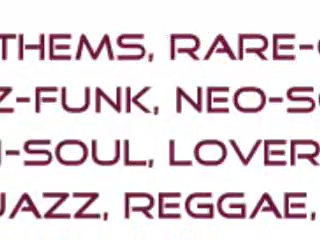 THEMS, RARE-
Z-FUNK, NEO-S
-SOUL, LOVER
JAZZ, REGGAE,